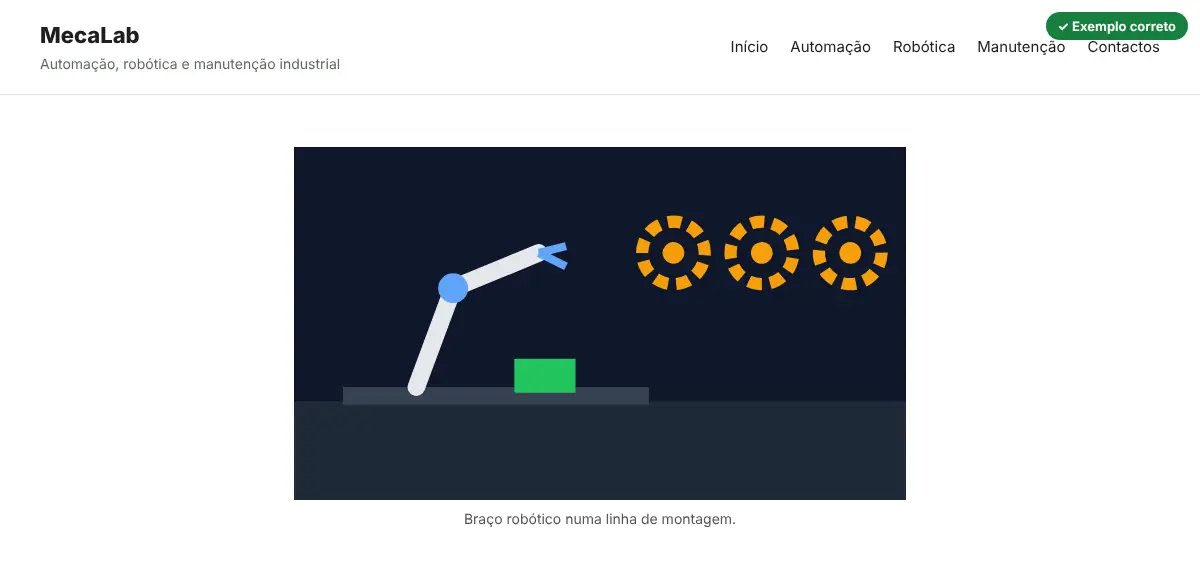 MecaLab
Automação, robótica e manutenção industrial
✓ Exemplo correto
Início Automação Robótica Manutenção Contactos
Braço robótico numa linha de montagem.